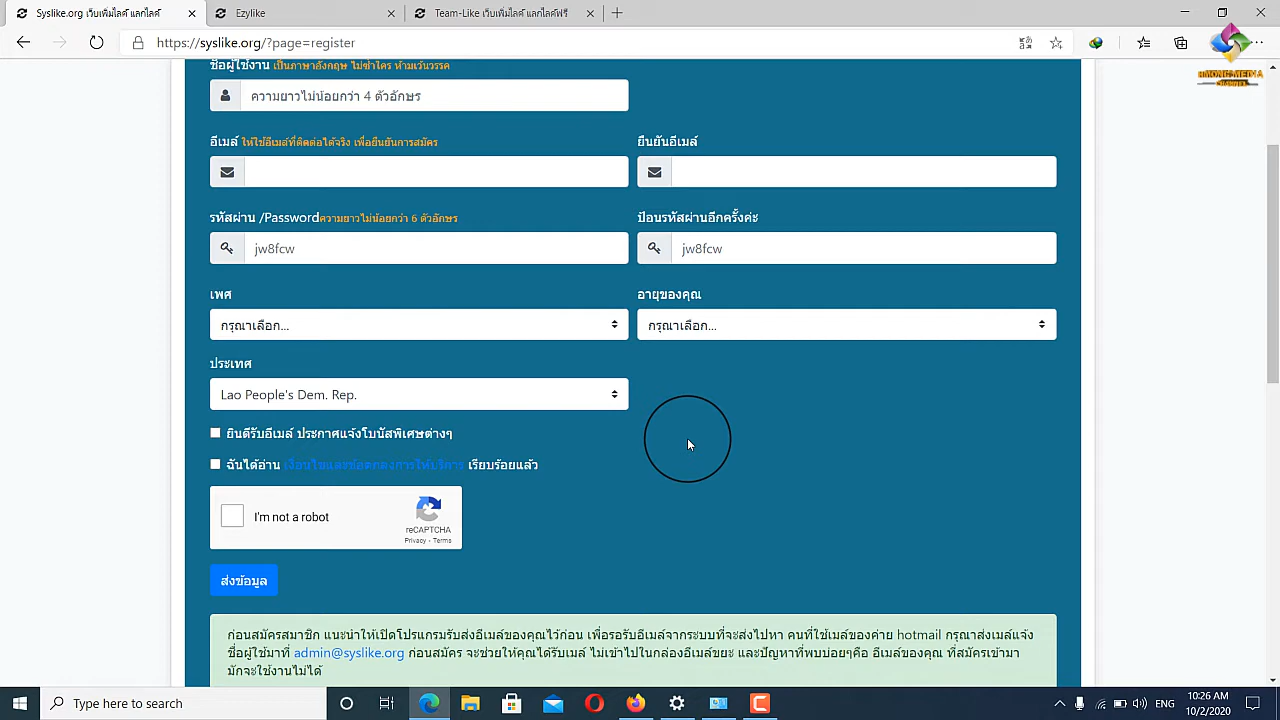 Syslike.org เว็บเพิ่มไลค์ แลกไลค์
Ezlike
Team-Like เว็บเพิ่มไลค์ แลกไลค์ฟรี
https://syslike.org/?page=register
HMONGMEDIA
ชื่อผู้ใช้งาน เป็นภาษาอังกฤษ ไม่ซ้ำใคร ห้ามเว้นวรรค
ความยาวไม่น้อยกว่า 4 ตัวอักษร
อีเมล์ ให้ใช้อีเมล์ที่ติดต่อได้จริง เพื่อยืนยันการสมัคร
ยืนยันอีเมล์
รหัสผ่าน /Passwordความยาวไม่น้อยกว่า 6 ตัวอักษร
ป้อนรหัสผ่านอีกครั้งค่ะ
jw8fcw
jw8fcw
เพศ
อายุของคุณ
กรุณาเลือก...
กรุณาเลือก...
ประเทศ
Lao People's Dem. Rep.
ยินดีรับอีเมล์ ประกาศแจ้งโบนัสพิเศษต่างๆ
ฉันได้อ่าน เงื่อนไขและข้อตกลงการให้บริการ เรียบร้อยแล้ว
I'm not a robot
reCAPTCHA
Privacy - Terms
ส่งข้อมูล
ก่อนสมัครสมาชิก แนะนำให้เปิดโปรแกรมรับส่งอีเมล์ของคุณไว้ก่อน เพื่อรอรับอีเมล์จากระบบที่จะส่งไปหา คนที่ใช้เมล์ของค่าย hotmail กรุณาส่งเมล์แจ้ง
ชื่อผู้ใช้มาที่ admin@syslike.org ก่อนสมัคร จะช่วยให้คุณได้รับเมล์ ไม่เข้าไปในกล่องอีเมล์ขยะ และปัญหาที่พบบ่อยๆคือ อีเมล์ของคุณ ที่สมัครเข้ามา
มักจะใช้งานไม่ได้
Type here to search
ENG
10:26 AM
10/2/2020